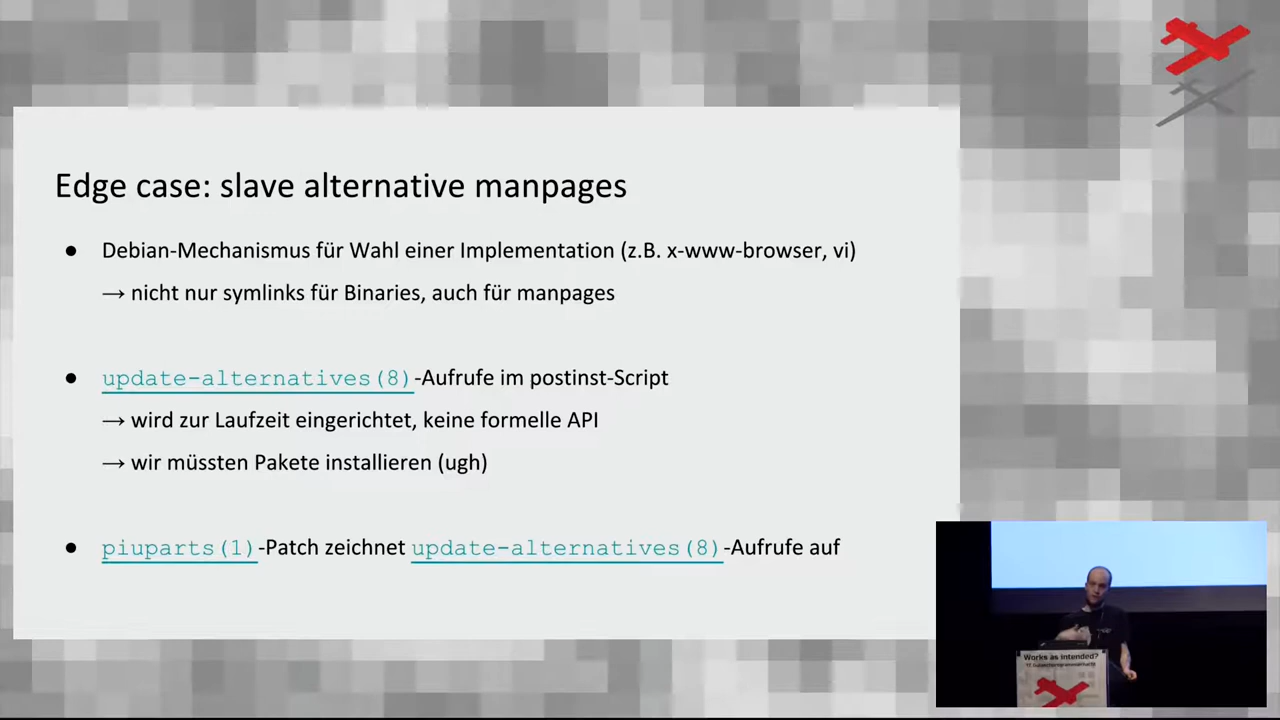 Edge case: slave alternative manpages
● Debian-Mechanismus für Wahl einer Implementation (z.B. x-www-browser, vi)
→ nicht nur symlinks für Binaries, auch für manpages
● update-alternatives(8)-Aufrufe im postinst-Script
→ wird zur Laufzeit eingerichtet, keine formelle API
→ wir müssten Pakete installieren (ugh)
● piuparts(1)-Patch zeichnet update-alternatives(8)-Aufrufe auf
Works as intended?